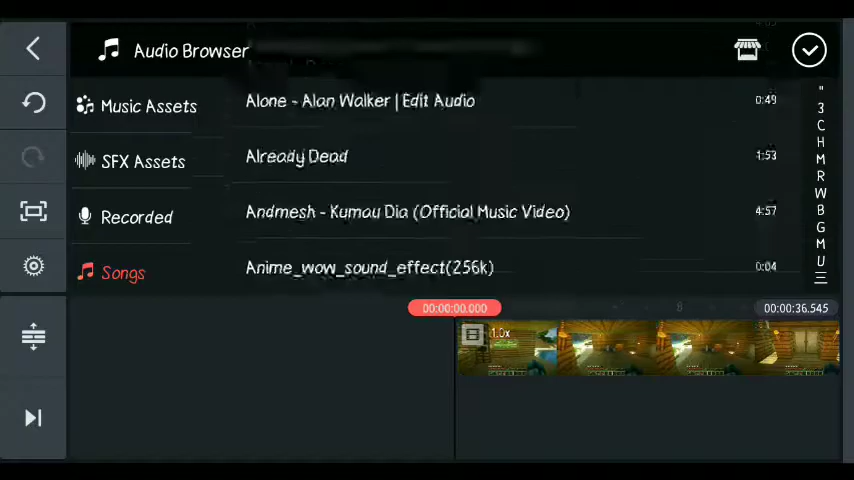 Audio Browser
Music Assets
SFX Assets
Recorded
Songs
Alone - Alan Walker | Edit Audio 0:49
Already Dead 1:53
Andmesh - Kumau Dia (Official Music Video) 4:57
Anime_wow_sound_effect(256k) 0:04
"
3
C
H
M
R
W
B
G
M
U
00:00:00.000
8
00:00:36.545
1.0x